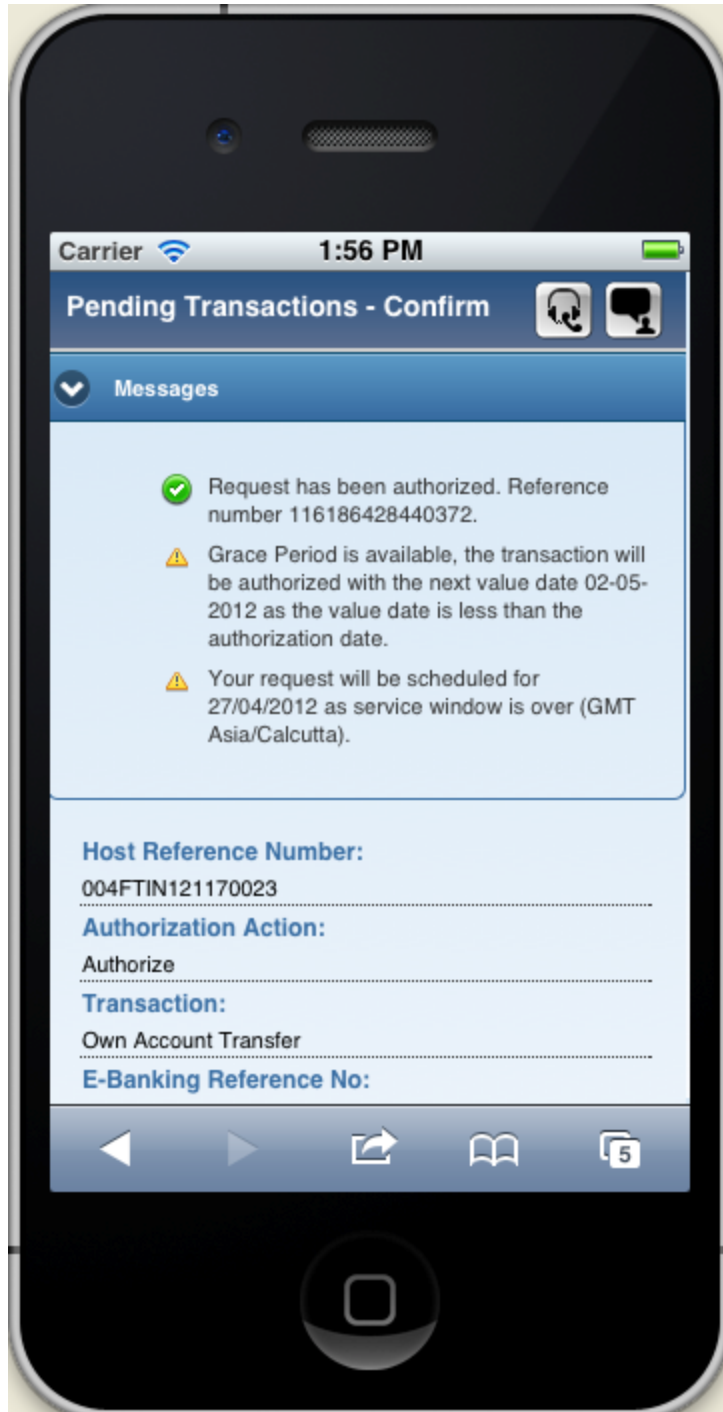 Carrier 1:56 PM
Pending Transactions - Confirm
Messages
Request has been authorized. Reference
number 116186428440372.
Grace Period is available, the transaction will
be authorized with the next value date 02-05-
2012 as the value date is less than the
authorization date.
Your request will be scheduled for
27/04/2012 as service window is over (GMT
Asia/Calcutta).
Host Reference Number:
004FTIN121170023
Authorization Action:
Authorize
Transaction:
Own Account Transfer
E-Banking Reference No:
5